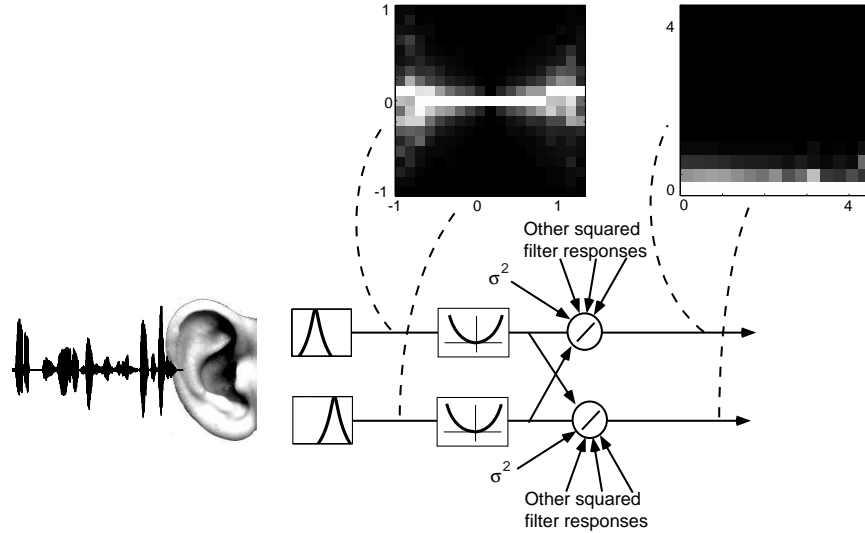 1
0
-1
-1
0
1
4
0
0
4
Other squared
filter responses
σ²
σ²
Other squared
filter responses